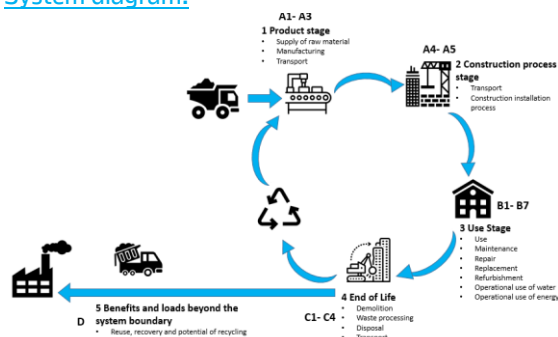 System diagram:
A1- A3
1 Product stage
• Supply of raw material
• Manufacturing
• Transport
A4- A5
2 Construction process
stage
• Transport
• Construction installation
process
B1- B7
3 Use Stage
• Use
• Maintenance
• Repair
• Replacement
• Refurbishment
• Operational use of water
• Operational use of energy
C1- C4
4 End of Life
• Demolition
• Waste processing
• Disposal
• Transport
D
5 Benefits and loads beyond the
system boundary
• Reuse, recovery and potential of recycling